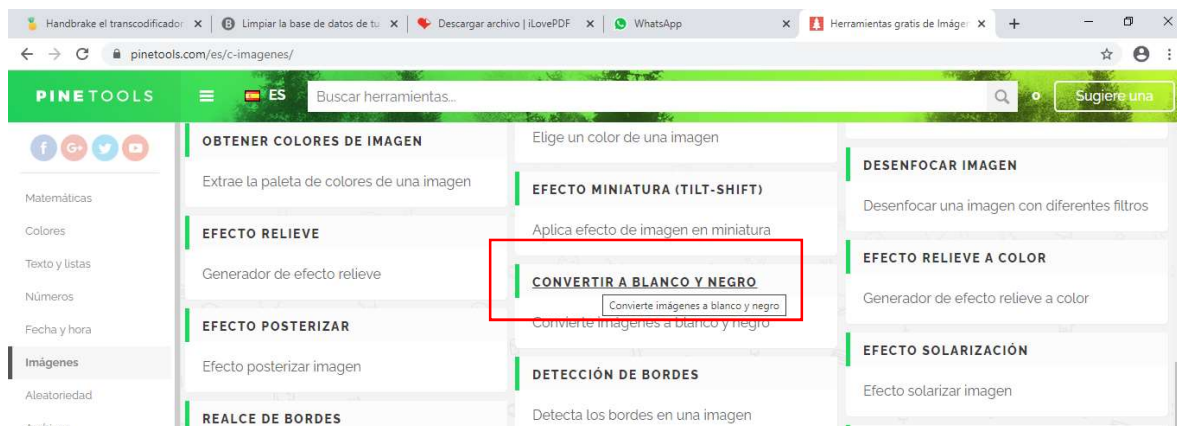 Handbrake el transcodificador
Limpiar la base de datos de tu
Descargar archivo | iLovePDF
WhatsApp
Herramientas gratis de Imágen
pinetools.com/es/c-imagenes/
PINETOOLS
ES
Buscar herramientas...
o
Sugiere una
Matemáticas
Colores
Texto y listas
Números
Fecha y hora
Imágenes
Aleatoriedad
OBTENER COLORES DE IMAGEN
Extrae la paleta de colores de una imagen
EFECTO RELIEVE
Generador de efecto relieve
EFECTO POSTERIZAR
Efecto posterizar imagen
REALCE DE BORDES
Elige un color de una imagen
EFECTO MINIATURA (TILT-SHIFT)
Aplica efecto de imagen en miniatura
CONVERTIR A BLANCO Y NEGRO
Convierte imágenes a blanco y negro
Convierte imágenes a blanco y negro
DETECCIÓN DE BORDES
Detecta los bordes en una imagen
DESENFOCAR IMAGEN
Desenfocar una imagen con diferentes filtros
EFECTO RELIEVE A COLOR
Generador de efecto relieve a color
EFECTO SOLARIZACIÓN
Efecto solarizar imagen